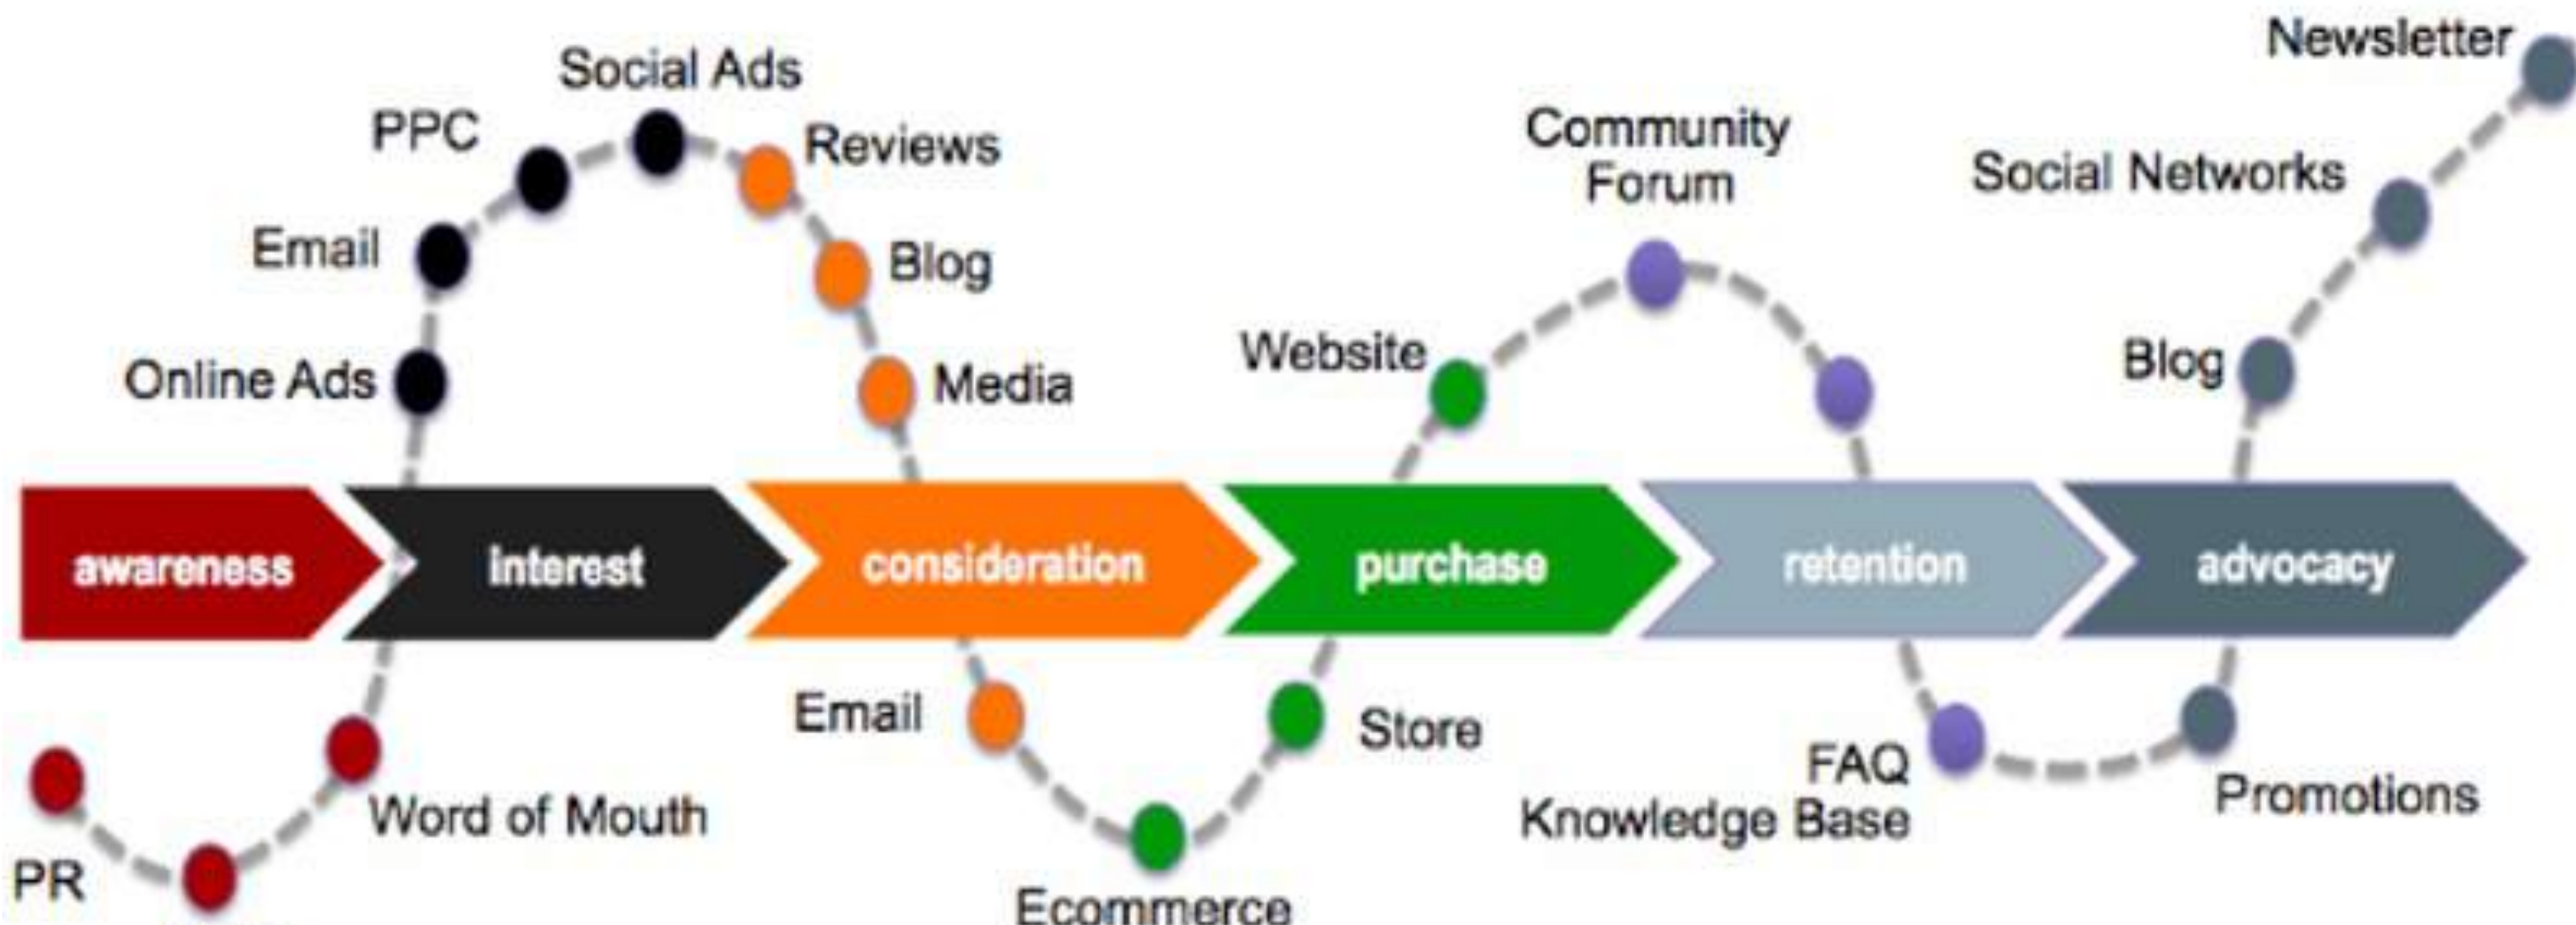 Newsletter
Social Ads
PPC
Reviews
Community
Forum
Social Networks
Email
Blog
Website
Blog
Online Ads
Media
awareness
interest
consideration
purchase
retention
advocacy
Email
Store
FAQ
Knowledge Base
Promotions
Word of Mouth
PR
Ecommerce